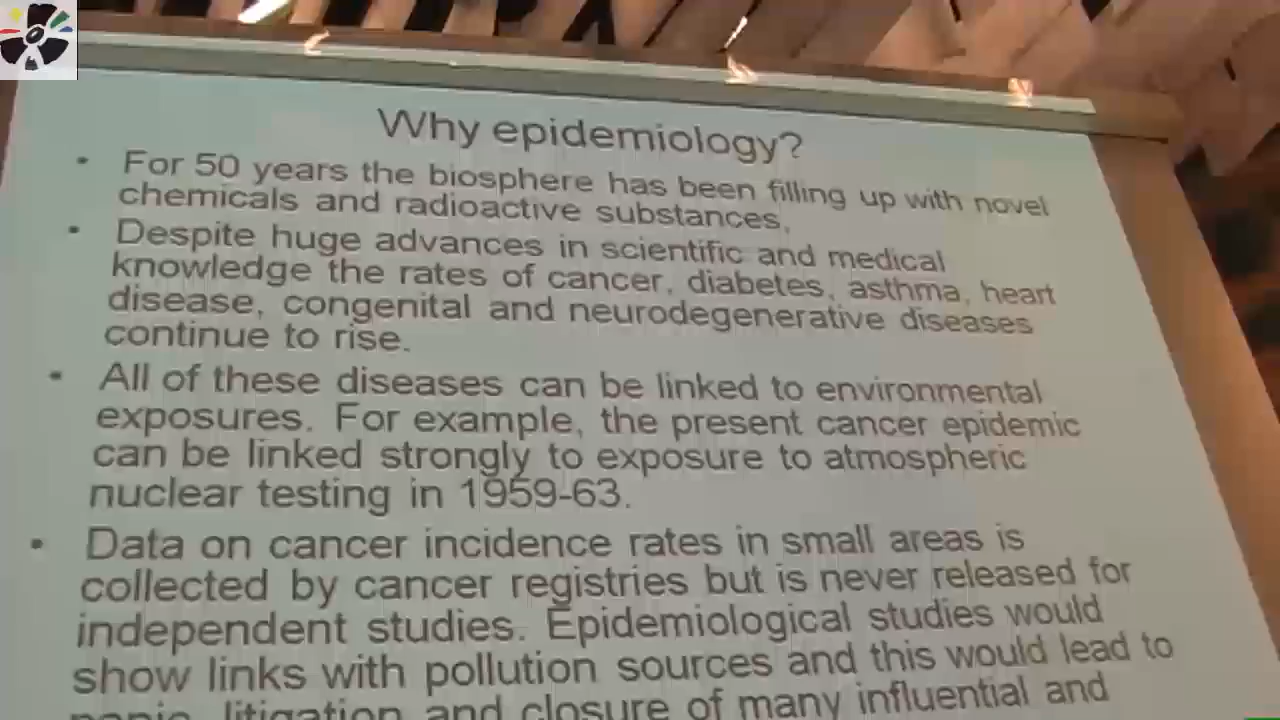 Why epidemiology?
• For 50 years the biosphere has been filling up with novel
chemicals and radioactive substances.
• Despite huge advances in scientific and medical
knowledge the rates of cancer, diabetes, asthma, heart
disease, congenital and neurodegenerative diseases
continue to rise.
• All of these diseases can be linked to environmental
exposures. For example, the present cancer epidemic
can be linked strongly to exposure to atmospheric
nuclear testing in 1959-63.
• Data on cancer incidence rates in small areas is
collected by cancer registries but is never released for
independent studies. Epidemiological studies would
show links with pollution sources and this would lead to
panic, litigation and closure of many influential and